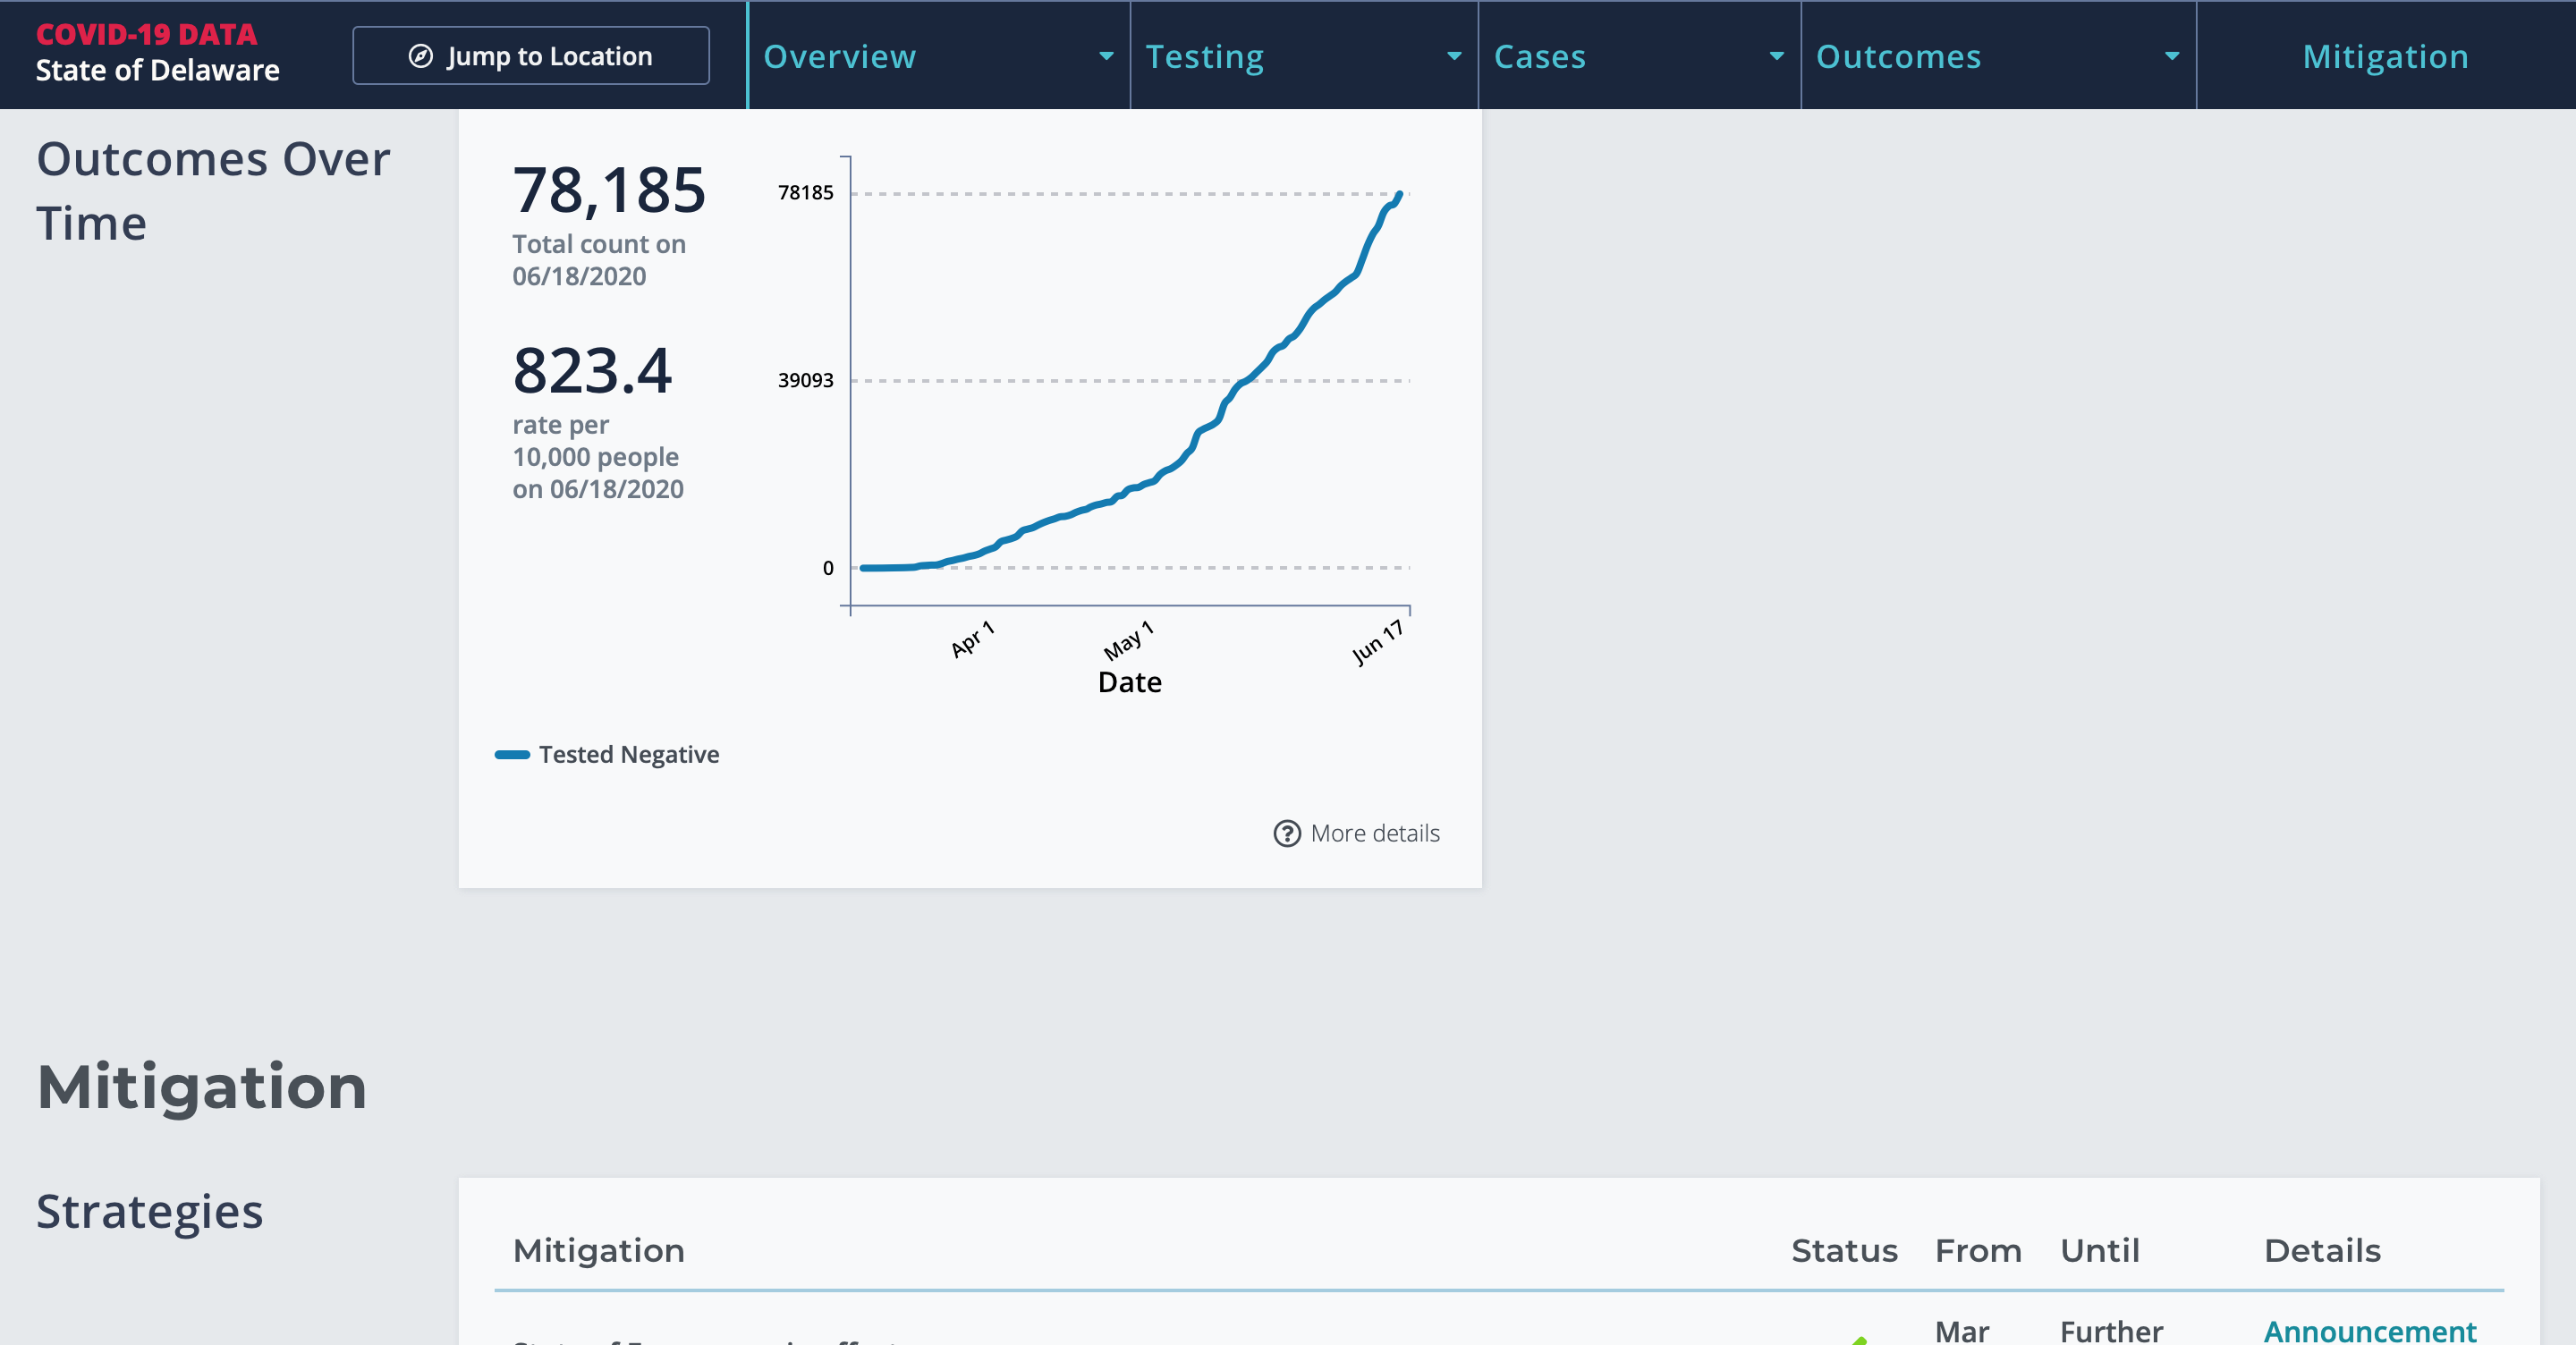 COVID-19 DATA
State of Delaware
Jump to Location
Overview
Testing
Cases
Outcomes
Mitigation
Outcomes Over
Time
78,185
Total count on
06/18/2020
823.4
rate per
10,000 people
on 06/18/2020
78185
39093
0
Apr 1
May 1
Jun 17
Date
Tested Negative
More details
Mitigation
Strategies
Mitigation Status From Until Details
Mar Further Announcement